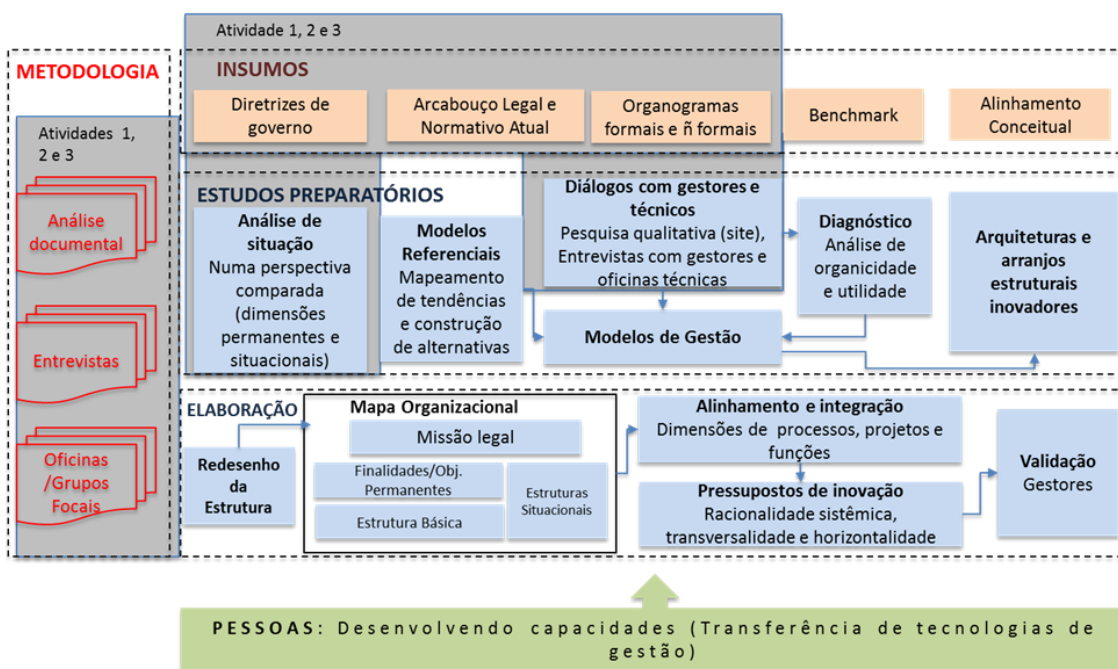 Atividade 1, 2 e 3
METODOLOGIA
INSUMOS
Diretrizes de
governo
Arcabouço Legal e
Normativo Atual
Organogramas
formais e ñ formais
Benchmark
Alinhamento
Conceitual
Atividades 1,
2 e 3
Análise
documental
Entrevistas
Oficinas
/Grupos
Focais
ESTUDOS PREPARATÓRIOS
Análise de
situação
Numa perspectiva
comparada
(dimensões
permanentes e
situacionais)
Modelos
Referenciais
Mapeamento
de tendências
e construção
de alternativas
Diálogos com gestores e
técnicos
Pesquisa qualitativa (site),
Entrevistas com gestores e
oficinas técnicas
Modelos de Gestão
Diagnóstico
Análise de
organicidade
e utilidade
Arquiteturas e
arranjos
estruturais
inovadores
ELABORAÇÃO
Redesenho
da
Estrutura
Mapa Organizacional
Missão legal
Finalidades/Obj.
Permanentes
Estrutura Básica
Estruturas
Situacionais
Alinhamento e integração
Dimensões de processos, projetos e
funções
Pressupostos de inovação
Racionalidade sistêmica,
transversalidade e horizontalidade
Validação
Gestores
PESSOAS: Desenvolvendo capacidades (Transferência de tecnologias de
gestão)